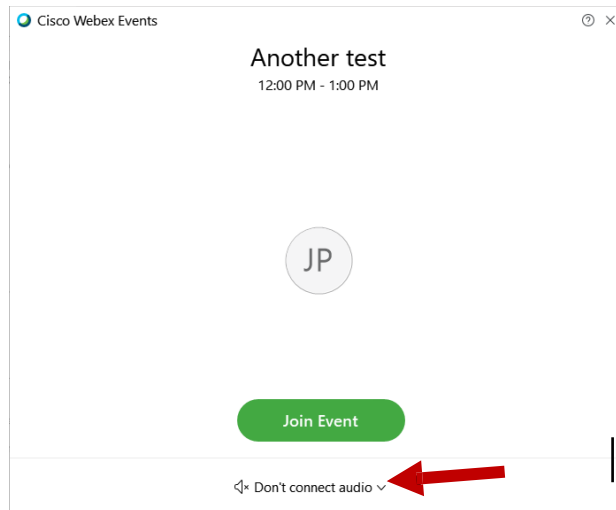 Cisco Webex Events
Another test
12:00 PM - 1:00 PM
JP
Join Event
Don't connect audio